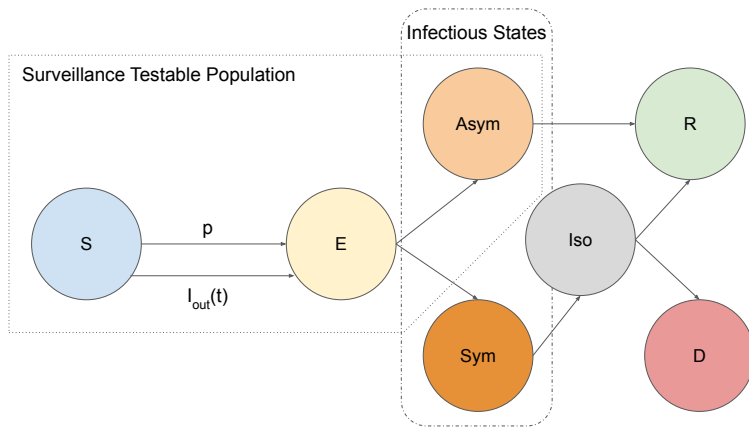 Infectious States
Surveillance Testable Population
Asym
R
S
p
E
Iso
I_out(t)
Sym
D